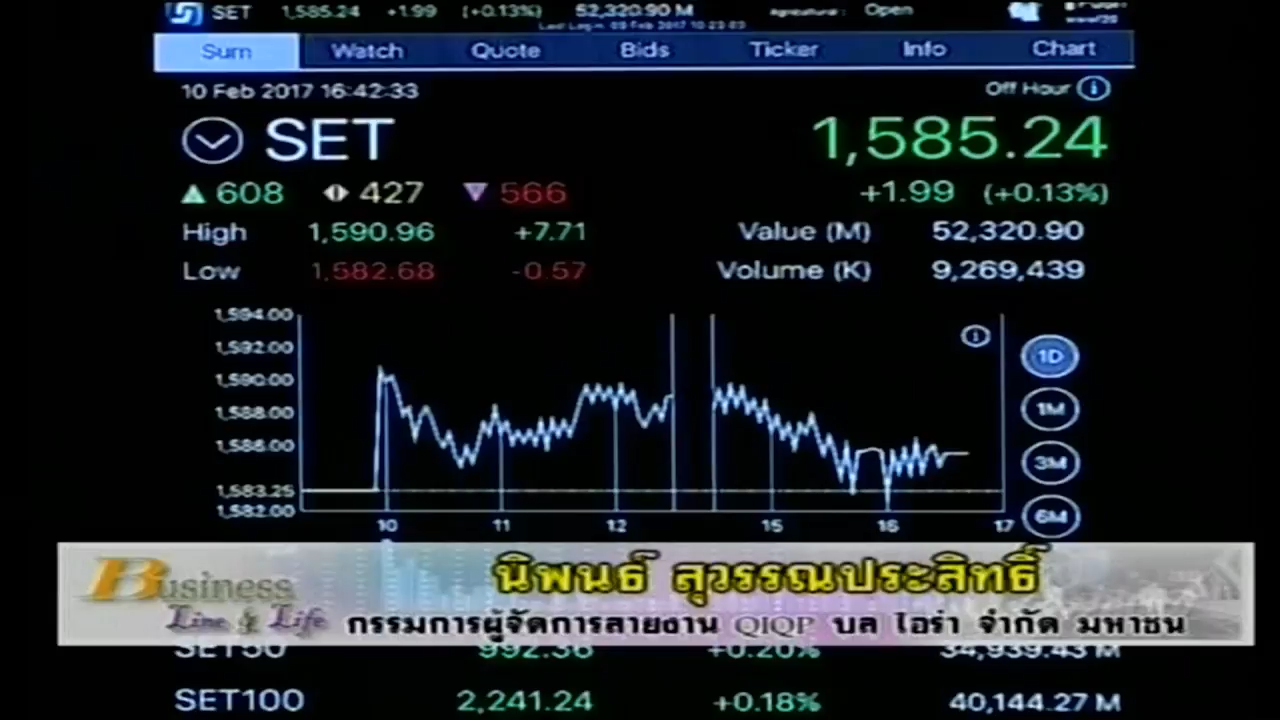 SET 1,585.24 +1.99 (+0.13%) 52,320.90 M Open
Sum Watch Quote Bids Ticker Info Chart
10 Feb 2017 16:42:33 Off Hour
SET 1,585.24
608 427 566 +1.99 (+0.13%)
High 1,590.96 +7.71 Value (M) 52,320.90
Low 1,582.68 -0.57 Volume (K) 9,269,439
1,594.00
1,592.00
1,590.00
1,588.00
1,586.00
1,583.25
1,582.00
10 11 12 15 16 17
1D
1M
3M
6M
Business
Line & Life
นิพนธ์ สุวรรณประสิทธิ์
กรรมการผู้จัดการสายงาน QIQP บล ไอร่า จำกัด มหาชน
SET50 992.36 +0.20% 34,939.43 M
SET100 2,241.24 +0.18% 40,144.27 M